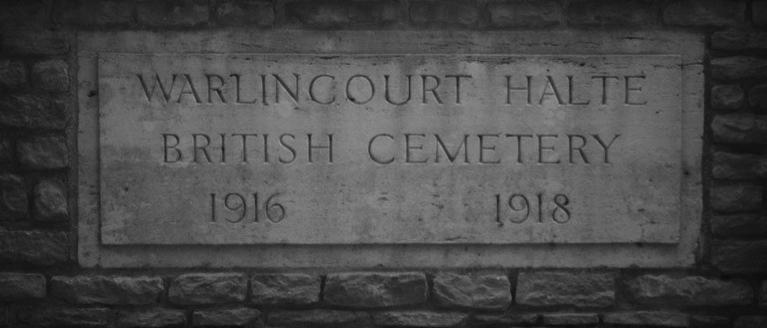 WARLINCOURT HALTE
BRITISH CEMETERY
1916 1918